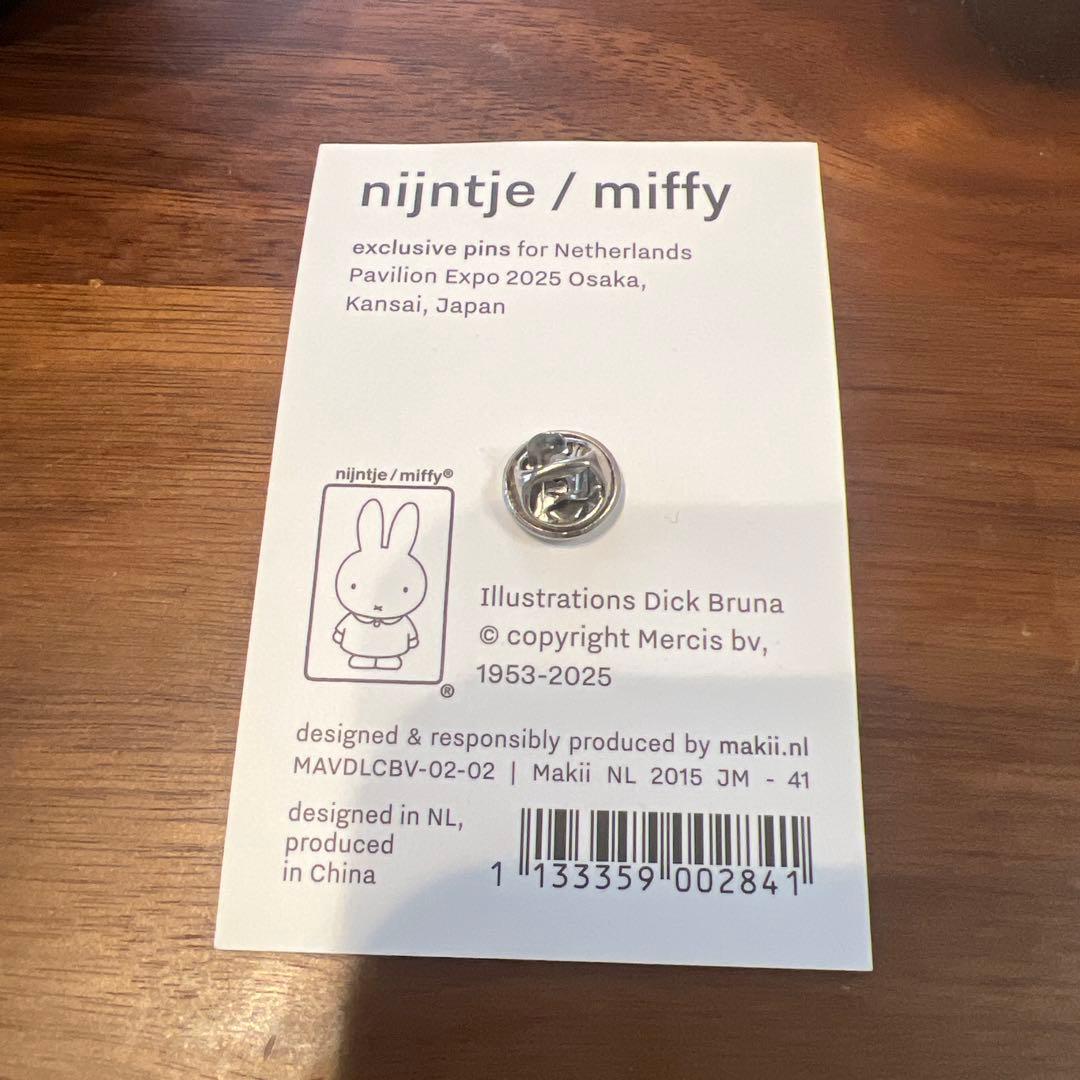 nijntje / miffy
exclusive pins for Netherlands
Pavilion Expo 2025 Osaka,
Kansai, Japan
nijntje / miffy®
®
Illustrations Dick Bruna
© copyright Mercis bv,
1953-2025
designed & responsibly produced by makii.nl
MAVDLCBV-02-02 | Makii NL 2015 JM - 41
designed in NL,
produced
in China
1 133359 002841